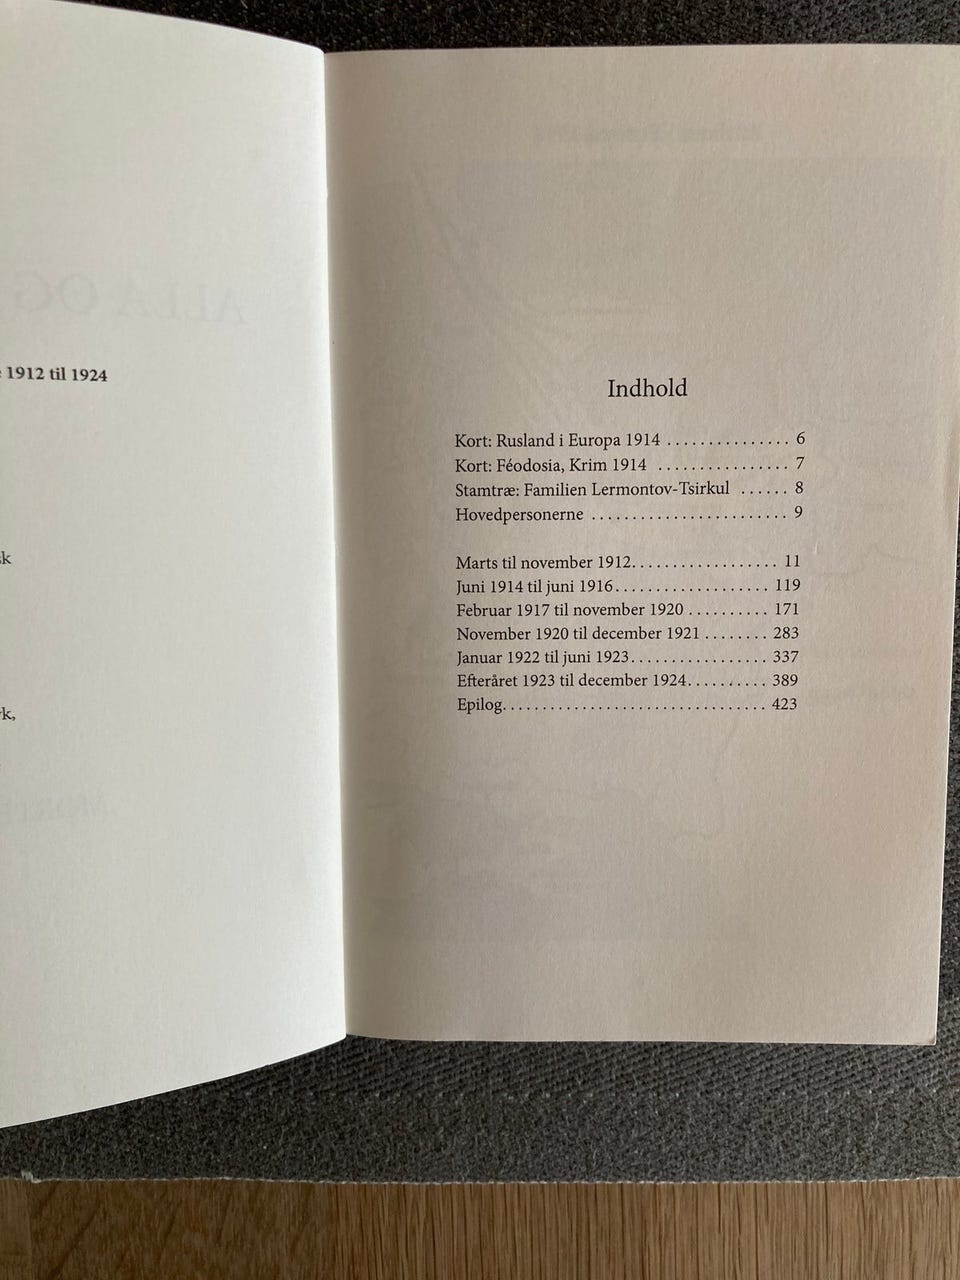 1912 til 1924
k
k,
Indhold
Kort: Rusland i Europa 1914 ............... 6
Kort: Féodosia, Krim 1914 ................ 7
Stamtræ: Familien Lermontov-Tsirkul ...... 8
Hovedpersonerne ........................ 9
Marts til november 1912.................. 11
Juni 1914 til juni 1916.................... 119
Februar 1917 til november 1920 .......... 171
November 1920 til december 1921 ........ 283
Januar 1922 til juni 1923.................. 337
Efteråret 1923 til december 1924.......... 389
Epilog................................. 423